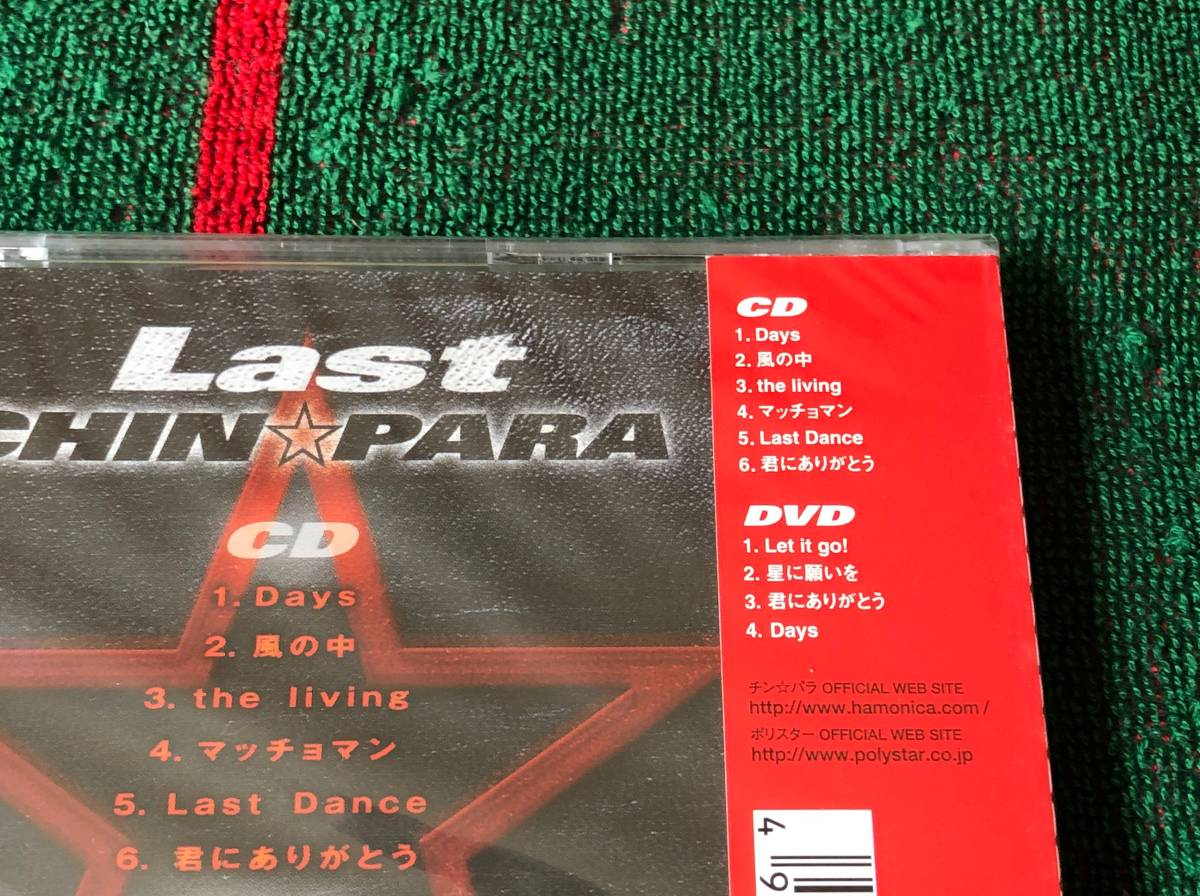 Last
CHIN☆PARA
CD
1. Days
2. 風の中
3. the living
4. マッチョマン
5. Last Dance
6. 君にありがとう
CD
1. Days
2. 風の中
3. the living
4. マッチョマン
5. Last Dance
6. 君にありがとう
DVD
1. Let it go!
2. 星に願いを
3. 君にありがとう
4. Days
チン☆パラ OFFICIAL WEB SITE
http://www.hamonica.com/
ポリスター OFFICIAL WEB SITE
http://www.polystar.co.jp
4 9